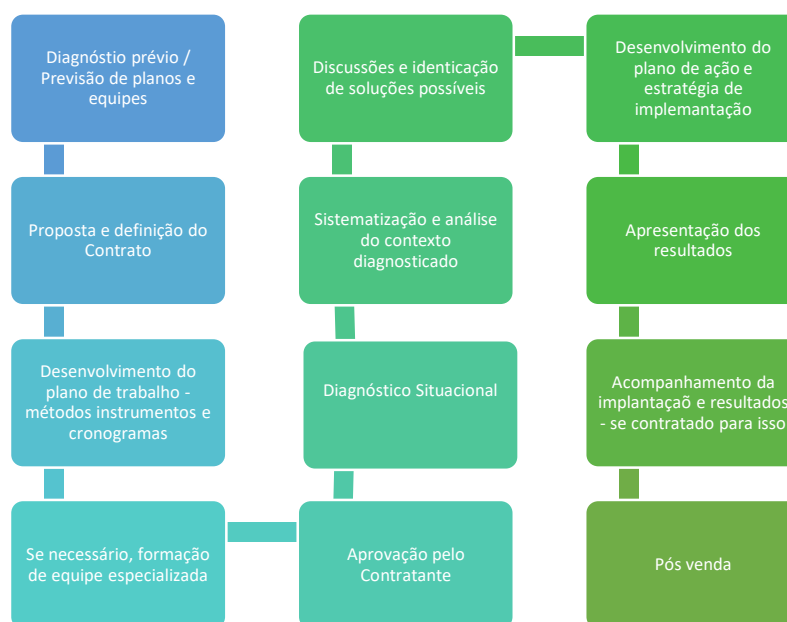 Diagnóstio prévio /
Previsão de planos e
equipes
Proposta e definição do
Contrato
Desenvolvimento do
plano de trabalho -
métodos instrumentos e
cronogramas
Se necessário, formação
de equipe especializada
Aprovação pelo
Contratante
Diagnóstico Situacional
Sistematização e análise
do contexto
diagnosticado
Discussões e identicação
de soluções possíveis
Desenvolvimento do
plano de ação e
estratégia de
implemantação
Apresentação dos
resultados
Acompanhamento da
implantaçaõ e resultados
- se contratado para isso
Pós venda